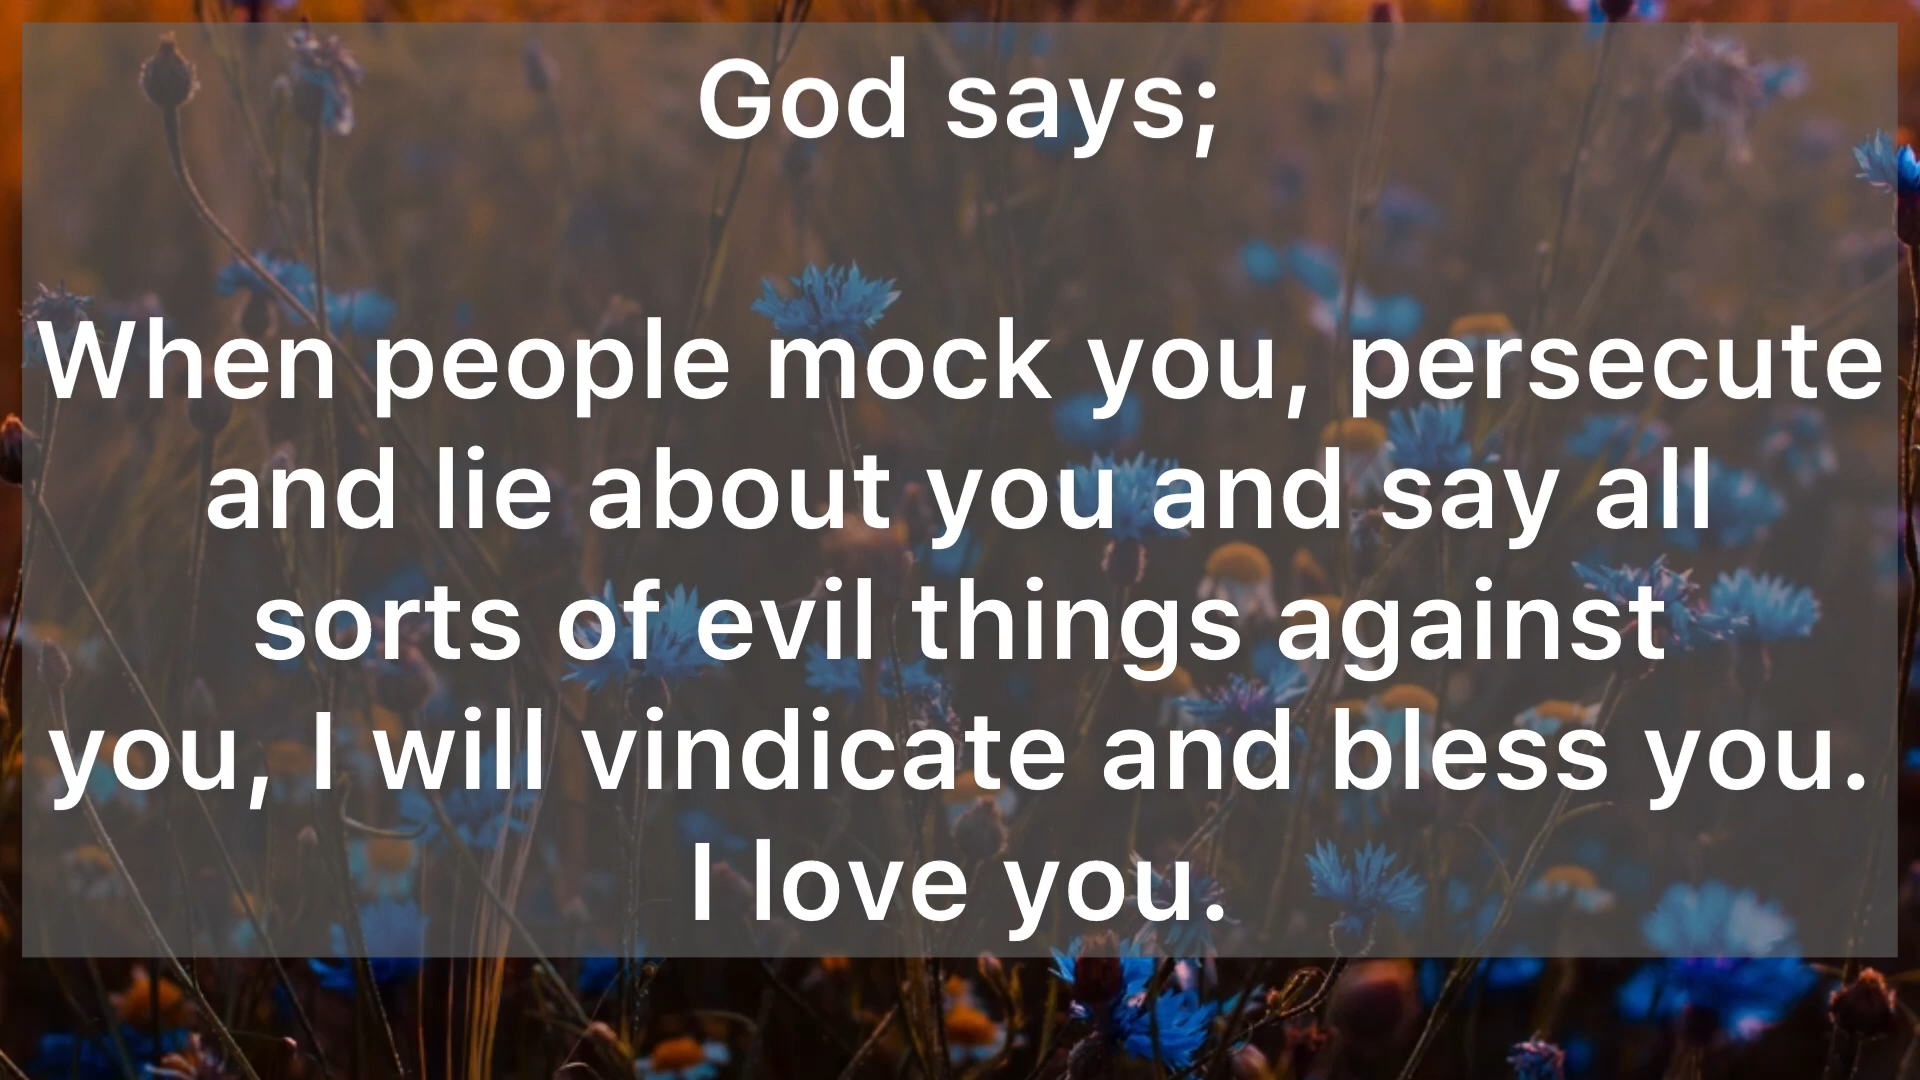 God says;
When people mock you, persecute
and lie about you and say all
sorts of evil things against
you, I will vindicate and bless you.
I love you.